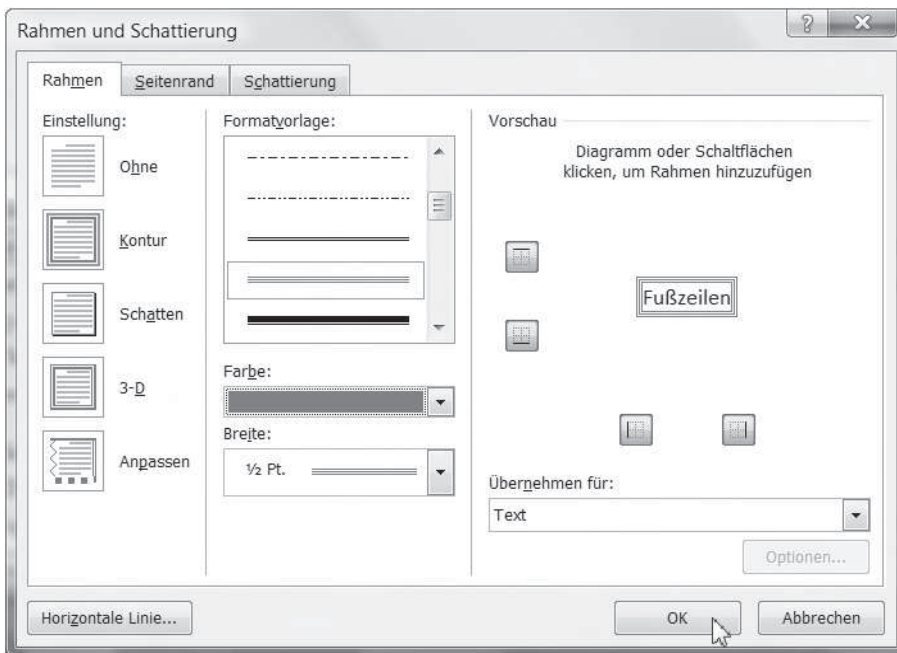 Rahmen und Schattierung
Rahmen Seitenrand Schattierung
Einstellung:
Ohne
Kontur
Schatten
3-D
Anpassen
Formatvorlage:
Farbe:
Breite:
½ Pt.
Vorschau
Diagramm oder Schaltflächen
klicken, um Rahmen hinzuzufügen
Fußzeilen
Übernehmen für:
Text
Optionen...
Horizontale Linie...
OK
Abbrechen